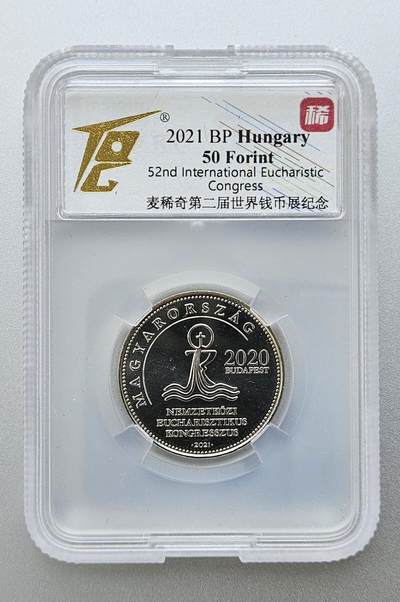 ®
稀
2021 BP Hungary
50 Forint
52nd International Eucharistic
Congress
麦稀奇第二届世界钱币展纪念
MAGYARORSZÁG
2020
BUDAPEST
NEMZETKÖZI
EUCHARISZTIKUS
KONGRESSZUS
·2021·